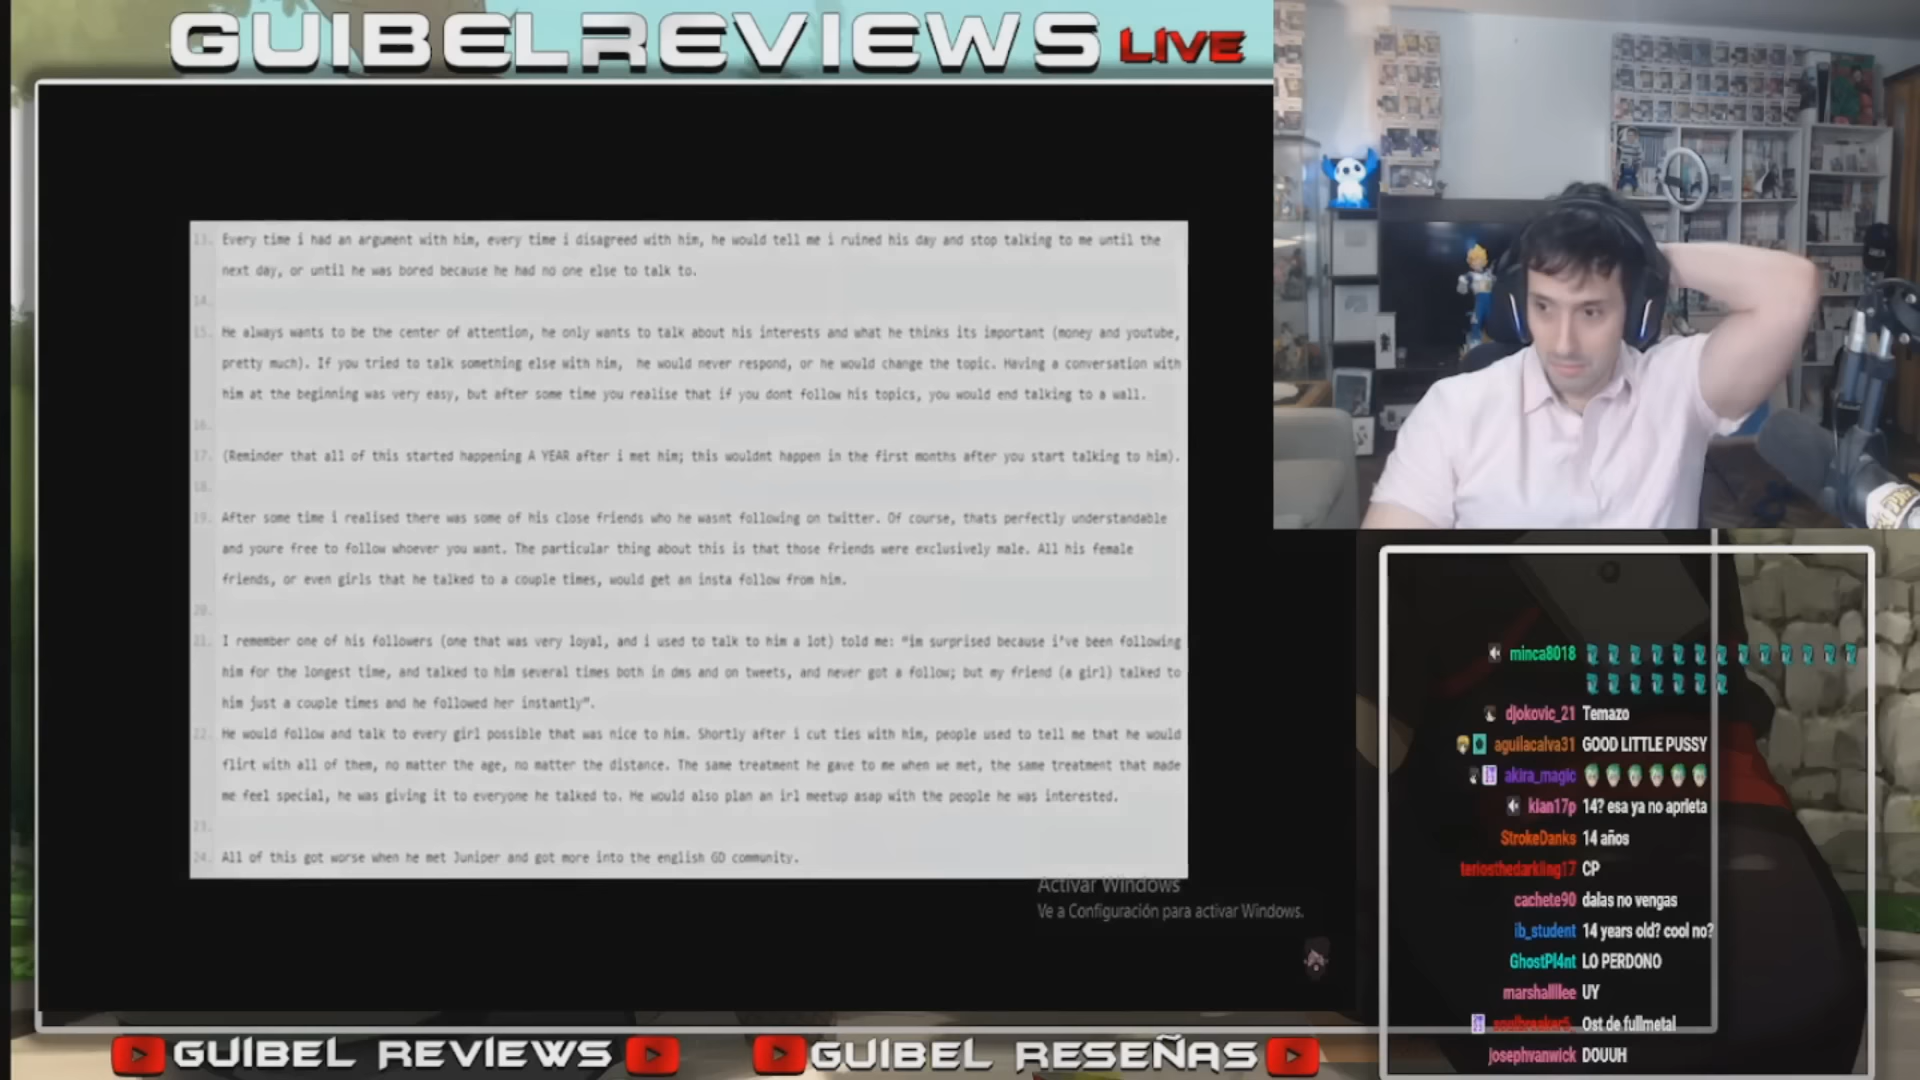 GUIBELREVIEWS LIVE
13. Every time i had an argument with him, every time i disagreed with him, he would tell me i ruined his day and stop talking to me until the
next day, or until he was bored because he had no one else to talk to.
14.
15. He always wants to be the center of attention, he only wants to talk about his interests and what he thinks its important (money and youtube,
pretty much). If you tried to talk something else with him, he would never respond, or he would change the topic. Having a conversation with
him at the beginning was very easy, but after some time you realise that if you dont follow his topics, you would end talking to a wall.
16.
17. (Reminder that all of this started happening A YEAR after i met him; this wouldnt happen in the first months after you start talking to him).
18.
19. After some time i realised there was some of his close friends who he wasnt following on twitter. Of course, thats perfectly understandable
and youre free to follow whoever you want. The particular thing about this is that those friends were exclusively male. All his female
friends, or even girls that he talked to a couple times, would get an insta follow from him.
20.
21. I remember one of his followers (one that was very loyal, and i used to talk to him a lot) told me: "im surprised because i've been following
him for the longest time, and talked to him several times both in dms and on tweets, and never got a follow; but my friend (a girl) talked to
him just a couple times and he followed her instantly".
22. He would follow and talk to every girl possible that was nice to him. Shortly after i cut ties with him, people used to tell me that he would
flirt with all of them, no matter the age, no matter the distance. The same treatment he gave to me when we met, the same treatment that made
me feel special, he was giving it to everyone he talked to. He would also plan an irl meetup asap with the people he was interested.
23.
24. All of this got worse when he met Juniper and got more into the english GD community.
Activar Windows
Ve a Configuración para activar Windows.
minca8018
djokovic_21 Temazo
aguilacalva31 GOOD LITTLE PUSSY
akira_magic
kian17p 14? esa ya no aprieta
StrokeDanks 14 años
teriosthedarkling17 CP
cachete90 dalas no vengas
ib_student 14 years old? cool no?
GhostPl4nt LO PERDONO
marshallllee UY
soulbreaker5_ Ost de fullmetal
josephvanwick DOUUH
GUIBEL REVIEWS
GUIBEL RESEÑAS